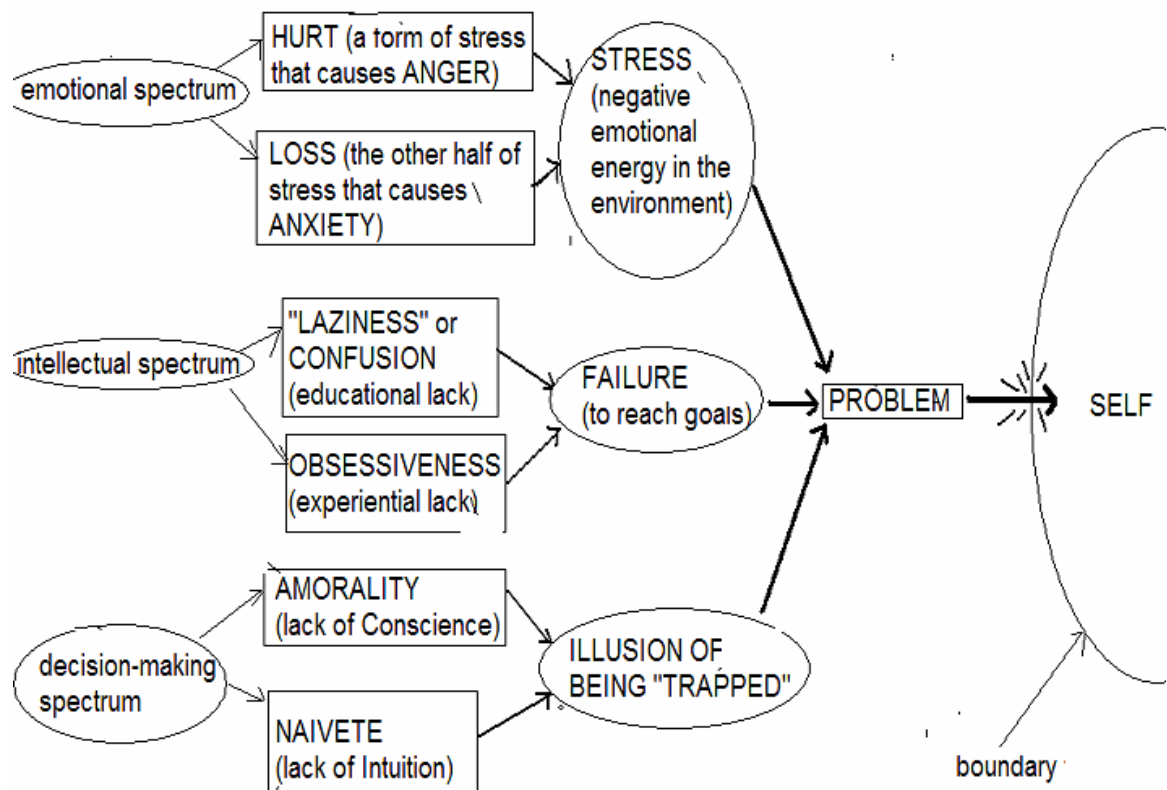 HURT (a form of stress
that causes ANGER)
emotional spectrum
LOSS (the other half of
stress that causes
ANXIETY)
STRESS
(negative
emotional
energy in the
environment)
"LAZINESS" or
CONFUSION
(educational lack)
intellectual spectrum
OBSESSIVENESS
(experiential lack)
FAILURE
(to reach goals)
PROBLEM
SELF
AMORALITY
(lack of Conscience)
decision-making
spectrum
NAIVETE
(lack of Intuition)
ILLUSION OF
BEING "TRAPPED"
boundary